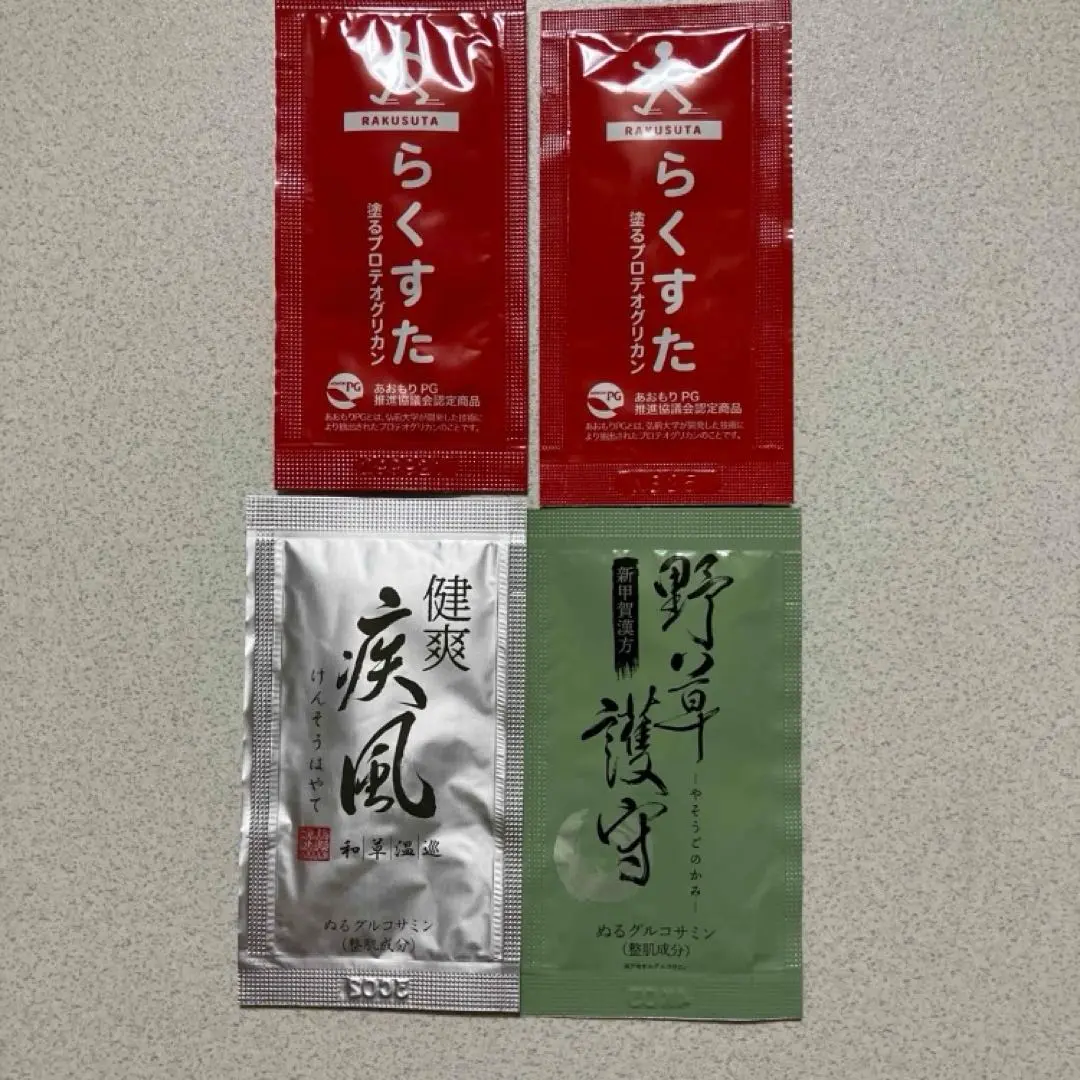 RAKUSUTA
らくすた
塗るプロテオグリカン
PG
あおもりPG
推進協議会認定商品
あおもりPGとは、弘前大学が開発した技術に
より抽出されたプロテオグリカンのことです。
RAKUSUTA
らくすた
塗るプロテオグリカン
PG
あおもりPG
推進協議会認定商品
あおもりPGとは、弘前大学が開発した技術に
より抽出されたプロテオグリカンのことです。
健爽
疾風
けんそうはやて
和草温巡
ぬるグルコサミン
(整肌成分)
野草
護守
新甲賀漢方
ーやそうごのかみー
ぬるグルコサミン
(整肌成分)